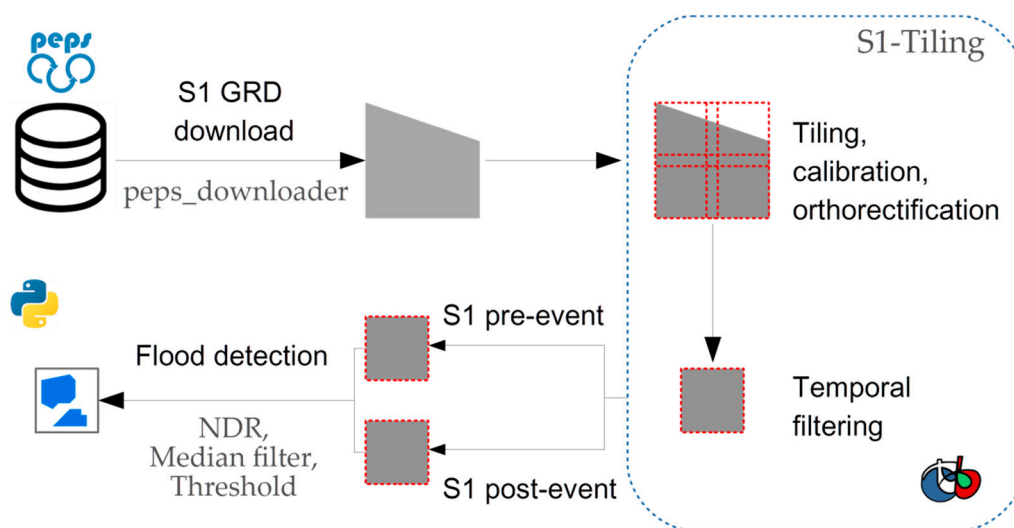 peps
S1 GRD
download
peps_downloader
S1-Tiling
Tiling,
calibration,
orthorectification
Temporal
filtering
S1 pre-event
S1 post-event
Flood detection
NDR,
Median filter,
Threshold